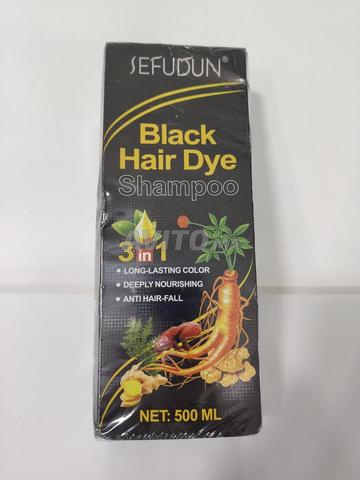 SEFUDUN®
Black
Hair Dye
Shampoo
AVITO
3 in 1
• LONG-LASTING COLOR
• DEEPLY NOURISHING
• ANTI HAIR-FALL
NET: 500 ML